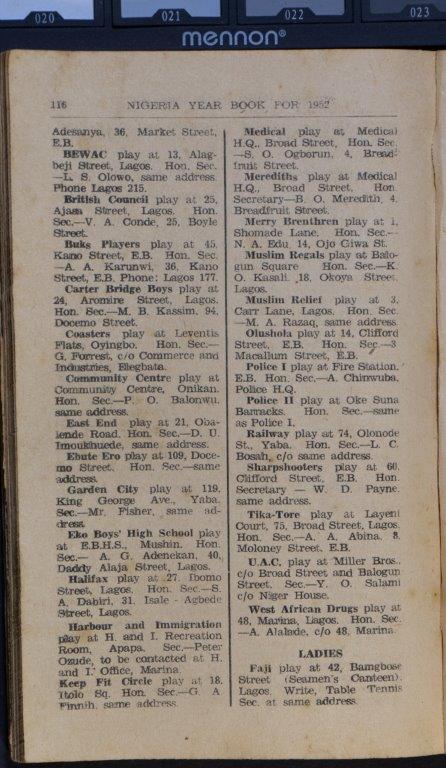 020
021
022
023
mennon®
116 NIGERIA YEAR BOOK FOR 1952
Adesanya, 36, Market Street,
E.B.
BEWAC play at 13, Alag-
beji Street, Lagos. Hon. Sec.
—L. S. Olowo, same address.
Phone Lagos 215.
British Council play at 25,
Ajasa Street, Lagos. Hon.
Sec.—V. A. Conde, 25, Boyle
Street.
Buks Players play at 45,
Kano Street, E.B. Hon. Sec.
—A. A. Karunwi, 36, Kano
Street, E.B. Phone: Lagos 177.
Carter Bridge Boys play at
24, Aromire Street, Lagos.
Hon. Sec.—M. B. Kassim, 94,
Docemo Street.
Coasters play at Leventis
Flats, Oyingbo. Hon. Sec.—
G. Forrest, c/o Commerce and
Industries, Elegbata.
Community Centre play at
Community Centre, Onikan.
Hon. Sec.—P. O. Balonwu,
same address.
East End play at 21, Oba-
lende Road. Hon. Sec.—D. U.
Imoukhuede, same address.
Ebute Ero play at 109, Doce-
mo Street. Hon. Sec.—same
address.
Garden City play at 119,
King George Ave., Yaba.
Sec.—Mr. Fisher, same ad-
dress.
Eko Boys' High School play
at E.B.H.S., Mushin. Hon.
Sec.— A. G. Adenekan, 40,
Daddy Alaja Street, Lagos.
Halifax play at 27, Ibomo
Street, Lagos. Hon. Sec.—S.
A. Dabiri, 31, Isale - Agbede
Street, Lagos.
Harbour and Immigration
play at H. and I. Recreation
Room, Apapa. Sec.—Peter
Ozude, to be contacted at H.
and I. Office, Marina.
Keep Fit Circle play at 18,
Itolo Sq. Hon. Sec.—G. A.
Finnih, same address.
Medical play at Medical
H.Q., Broad Street, Hon. Sec.
—S. O. Ogborun, 4, Bread-
fruit Street.
Merediths play at Medical
H.Q., Broad Street, Hon.
Secretary—B. O. Meredith, 4,
Breadfruit Street.
Merry Breuthren play at 1,
Shomade Lane. Hon. Sec.—
N. A. Edu, 14, Ojo Giwa St.
Muslim Regals play at Balo-
gun Square Hon. Sec.—K.
O. Kasali, 18, Okoya Street,
Lagos.
Muslim Relief play at 3,
Carr Lane, Lagos. Hon. Sec.
—M. A. Razaq, same address.
Olushola play at 14, Clifford
Street, E.B. Hon. Sec.—3
Macallum Street, E.B.
Police I play at Fire Station,
E.B. Hon. Sec.—A. Chinwuba,
Police H.Q.
Police II play at Oke Suna
Barracks. Hon. Sec.—same
as Police I.
Railway play at 74, Olonode
St., Yaba. Hon. Sec.—L. C.
Bosah, c/o same address.
Sharpshooters play at 60,
Clifford Street, E.B. Hon.
Secretary — W. D. Payne,
same address.
Tika-Tore play at Layeni
Court, 75, Broad Street, Lagos.
Hon. Sec.—A. A. Abina, 8,
Moloney Street, E.B.
U.A.C. play at Miller Bros.,
c/o Broad Street and Balogun
Street. Sec.—Y. O. Salami
c/o Niger House.
West African Drugs play at
48, Marina, Lagos. Hon. Sec.
—A. Alalade, c/o 48, Marina.
LADIES
Faji play at 42, Bamgbose
Street (Seamen's Canteen),
Lagos. Write, Table Tennis
Sec. at same address.